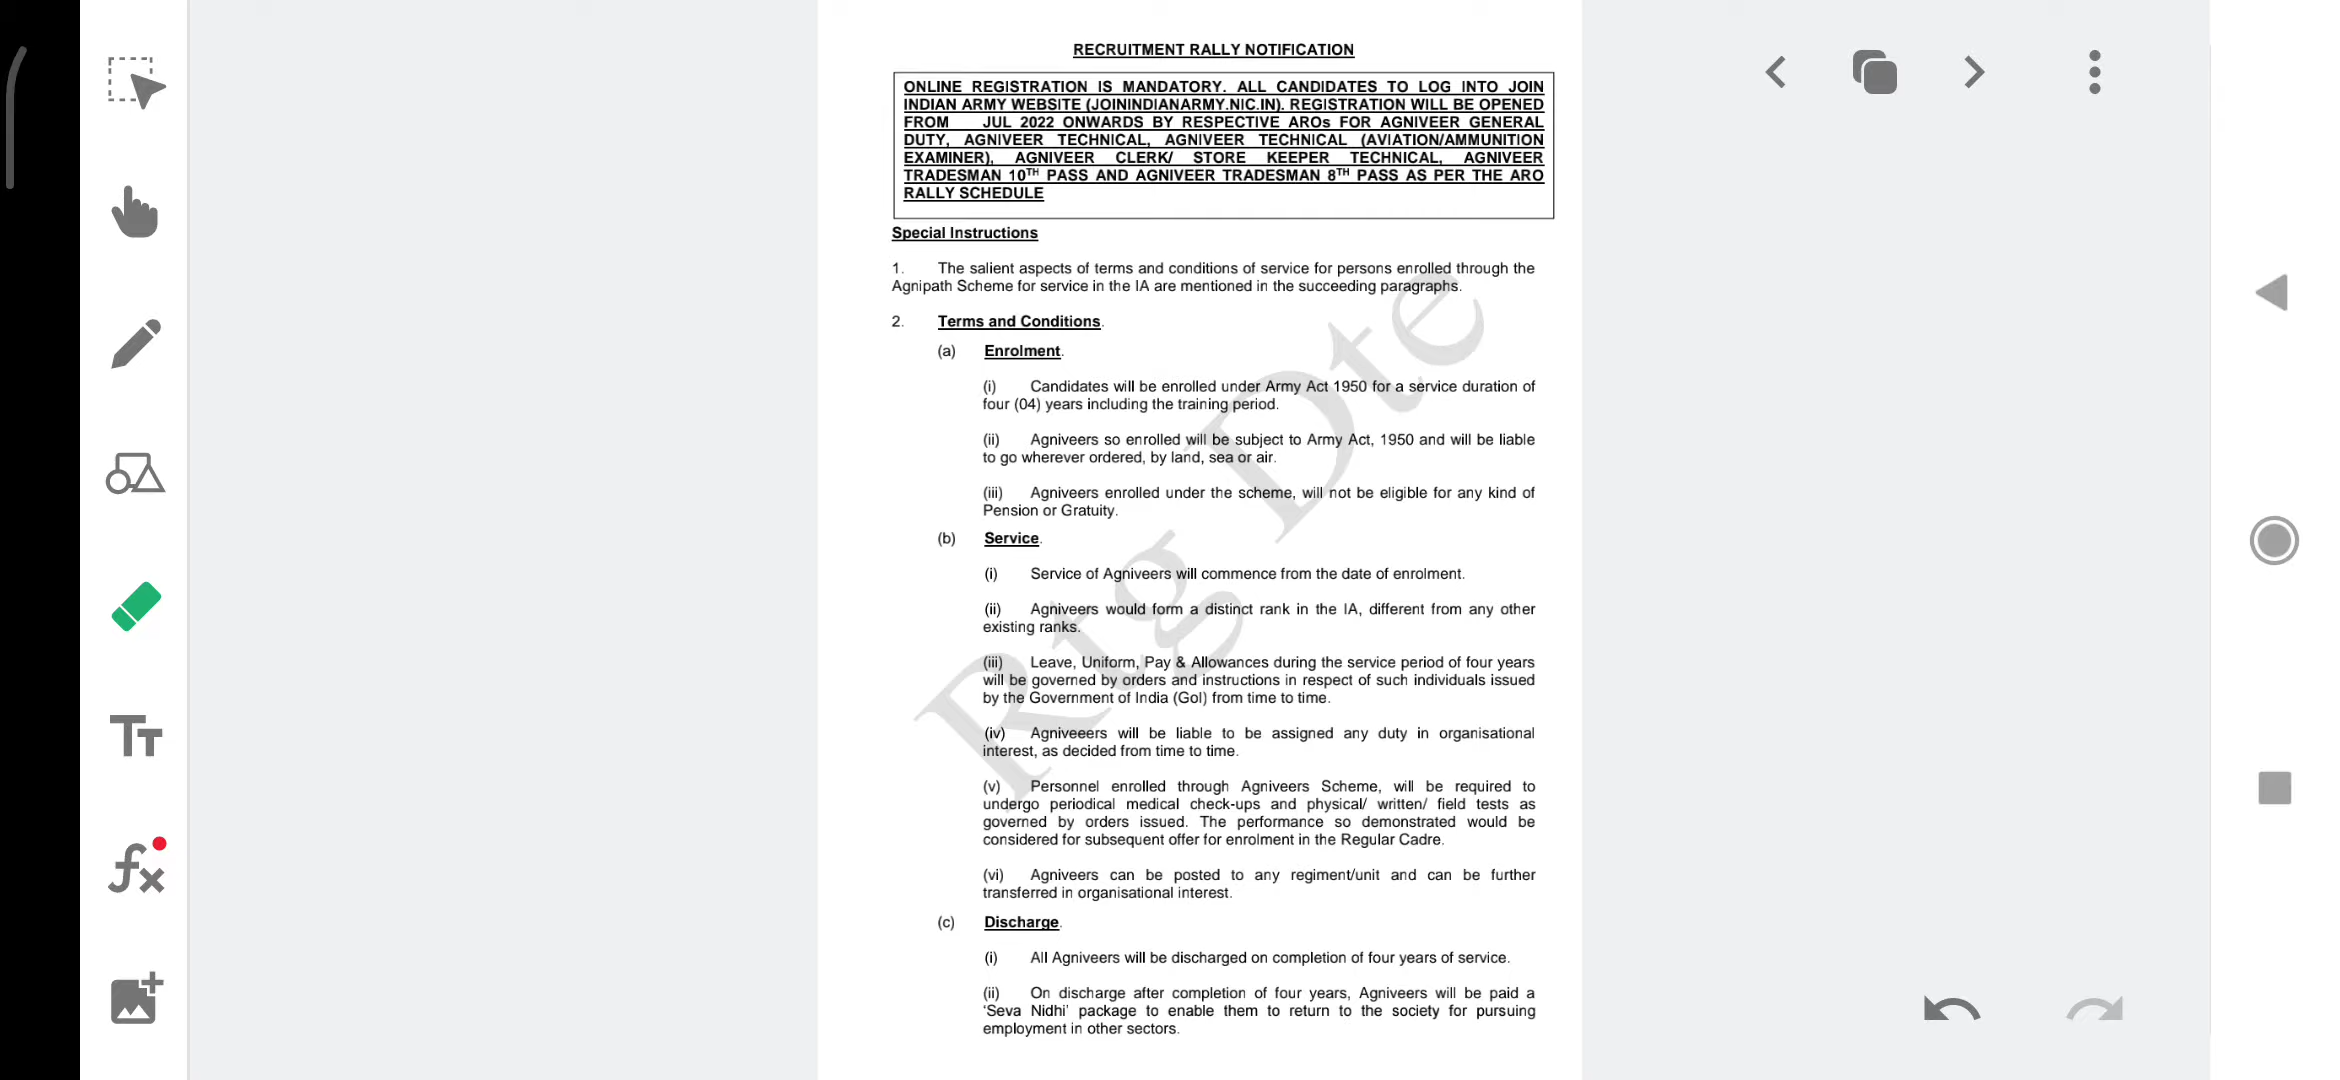 RECRUITMENT RALLY NOTIFICATION
ONLINE REGISTRATION IS MANDATORY. ALL CANDIDATES TO LOG INTO JOIN
INDIAN ARMY WEBSITE (JOININDIANARMY.NIC.IN). REGISTRATION WILL BE OPENED
FROM JUL 2022 ONWARDS BY RESPECTIVE AROs FOR AGNIVEER GENERAL
DUTY, AGNIVEER TECHNICAL, AGNIVEER TECHNICAL (AVIATION/AMMUNITION
EXAMINER), AGNIVEER CLERK/ STORE KEEPER TECHNICAL, AGNIVEER
TRADESMAN 10TH PASS AND AGNIVEER TRADESMAN 8TH PASS AS PER THE ARO
RALLY SCHEDULE
Special Instructions
1. The salient aspects of terms and conditions of service for persons enrolled through the
Agnipath Scheme for service in the IA are mentioned in the succeeding paragraphs.
2. Terms and Conditions.
(a) Enrolment.
(i) Candidates will be enrolled under Army Act 1950 for a service duration of
four (04) years including the training period.
(ii) Agniveers so enrolled will be subject to Army Act, 1950 and will be liable
to go wherever ordered, by land, sea or air.
(iii) Agniveers enrolled under the scheme, will not be eligible for any kind of
Pension or Gratuity.
(b) Service.
(i) Service of Agniveers will commence from the date of enrolment.
(ii) Agniveers would form a distinct rank in the IA, different from any other
existing ranks.
(iii) Leave, Uniform, Pay & Allowances during the service period of four years
will be governed by orders and instructions in respect of such individuals issued
by the Government of India (GoI) from time to time.
(iv) Agniveeers will be liable to be assigned any duty in organisational
interest, as decided from time to time.
(v) Personnel enrolled through Agniveers Scheme, will be required to
undergo periodical medical check-ups and physical/ written/ field tests as
governed by orders issued. The performance so demonstrated would be
considered for subsequent offer for enrolment in the Regular Cadre.
(vi) Agniveers can be posted to any regiment/unit and can be further
transferred in organisational interest.
(c) Discharge.
(i) All Agniveers will be discharged on completion of four years of service.
(ii) On discharge after completion of four years, Agniveers will be paid a
‘Seva Nidhi’ package to enable them to return to the society for pursuing
employment in other sectors.
Rtg Dte